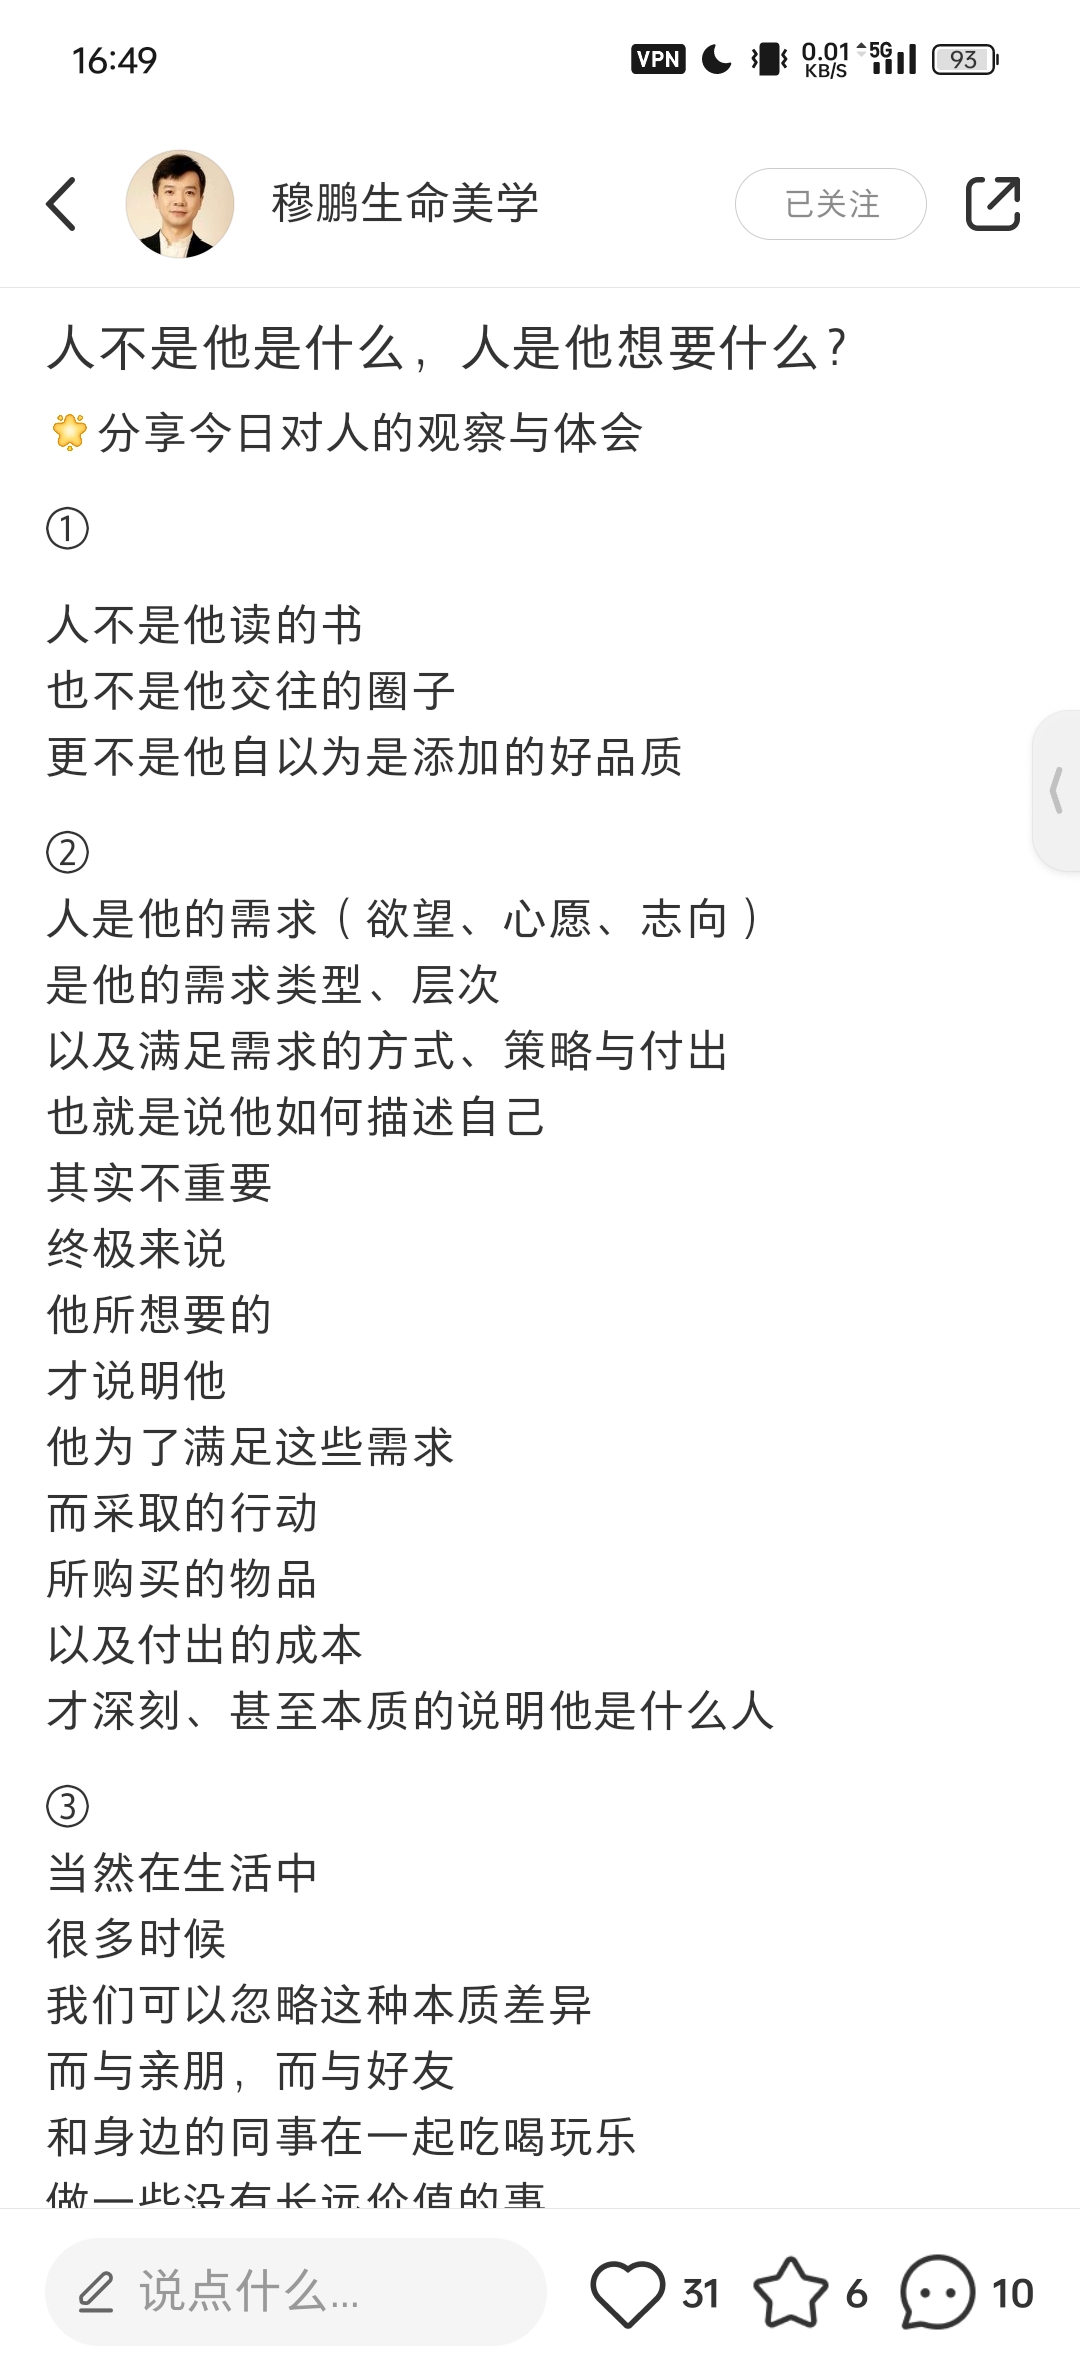 16:49
VPN
0.01
KB/S
5G
93
穆鹏生命美学
已关注
人不是他是什么，人是他想要什么？
分享今日对人的观察与体会
①
人不是他读的书
也不是他交往的圈子
更不是他自以为是添加的好品质
②
人是他的需求（欲望、心愿、志向）
是他的需求类型、层次
以及满足需求的方式、策略与付出
也就是说他如何描述自己
其实不重要
终极来说
他所想要的
才说明他
他为了满足这些需求
而采取的行动
所购买的物品
以及付出的成本
才深刻、甚至本质的说明他是什么人
③
当然在生活中
很多时候
我们可以忽略这种本质差异
而与亲朋，而与好友
和身边的同事在一起吃喝玩乐
做一些没有长远价值的事
说点什么...
31
6
10